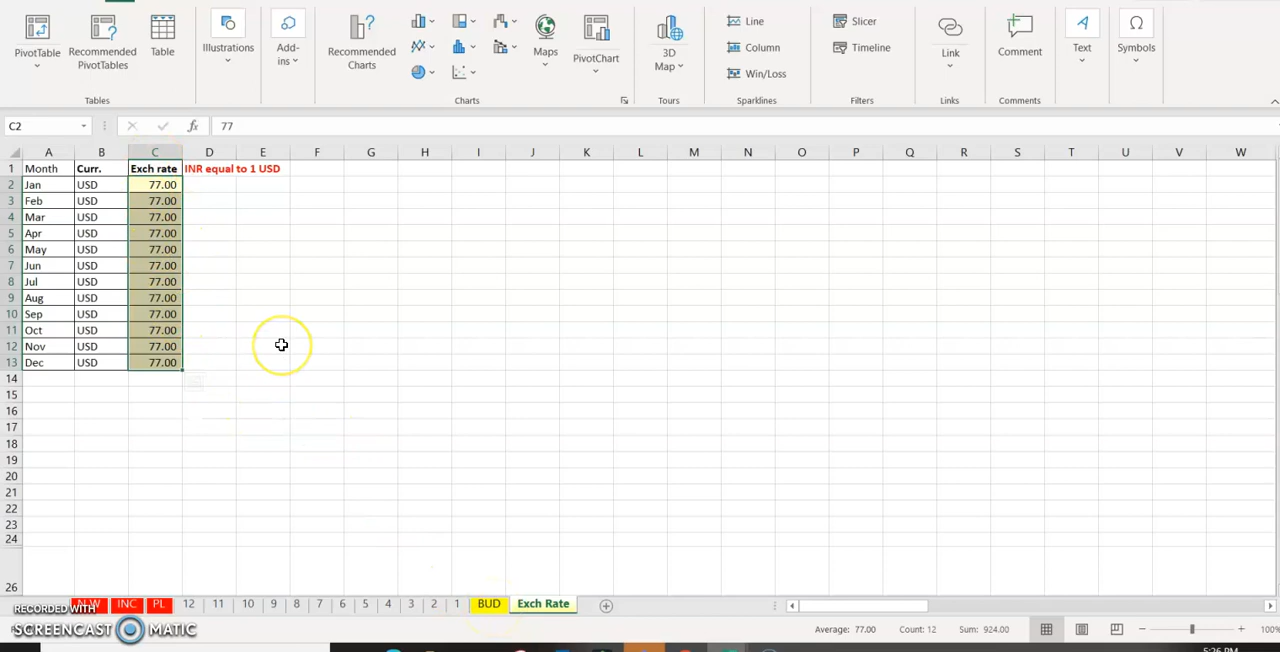 PivotTable
Recommended PivotTables
Table
Illustrations
Add-ins
Recommended Charts
Maps
PivotChart
3D Map
Line
Column
Win/Loss
Slicer
Timeline
Link
Comment
Text
Symbols
Tables
Charts
Tours
Sparklines
Filters
Links
Comments
C2
fx
77
A B C D E F G H I J K L M N O P Q R S T U V W
1 Month Curr. Exch rate INR equal to 1 USD
2 Jan USD 77.00
3 Feb USD 77.00
4 Mar USD 77.00
5 Apr USD 77.00
6 May USD 77.00
7 Jun USD 77.00
8 Jul USD 77.00
9 Aug USD 77.00
10 Sep USD 77.00
11 Oct USD 77.00
12 Nov USD 77.00
13 Dec USD 77.00
14
15
16
17
18
19
20
21
22
23
24
26
INC PL 12 11 10 9 8 7 6 5 4 3 2 1 BUD Exch Rate
RECORDED WITH
SCREENCAST MATIC
Average: 77.00 Count: 12 Sum: 924.00 100%
5:26 PM